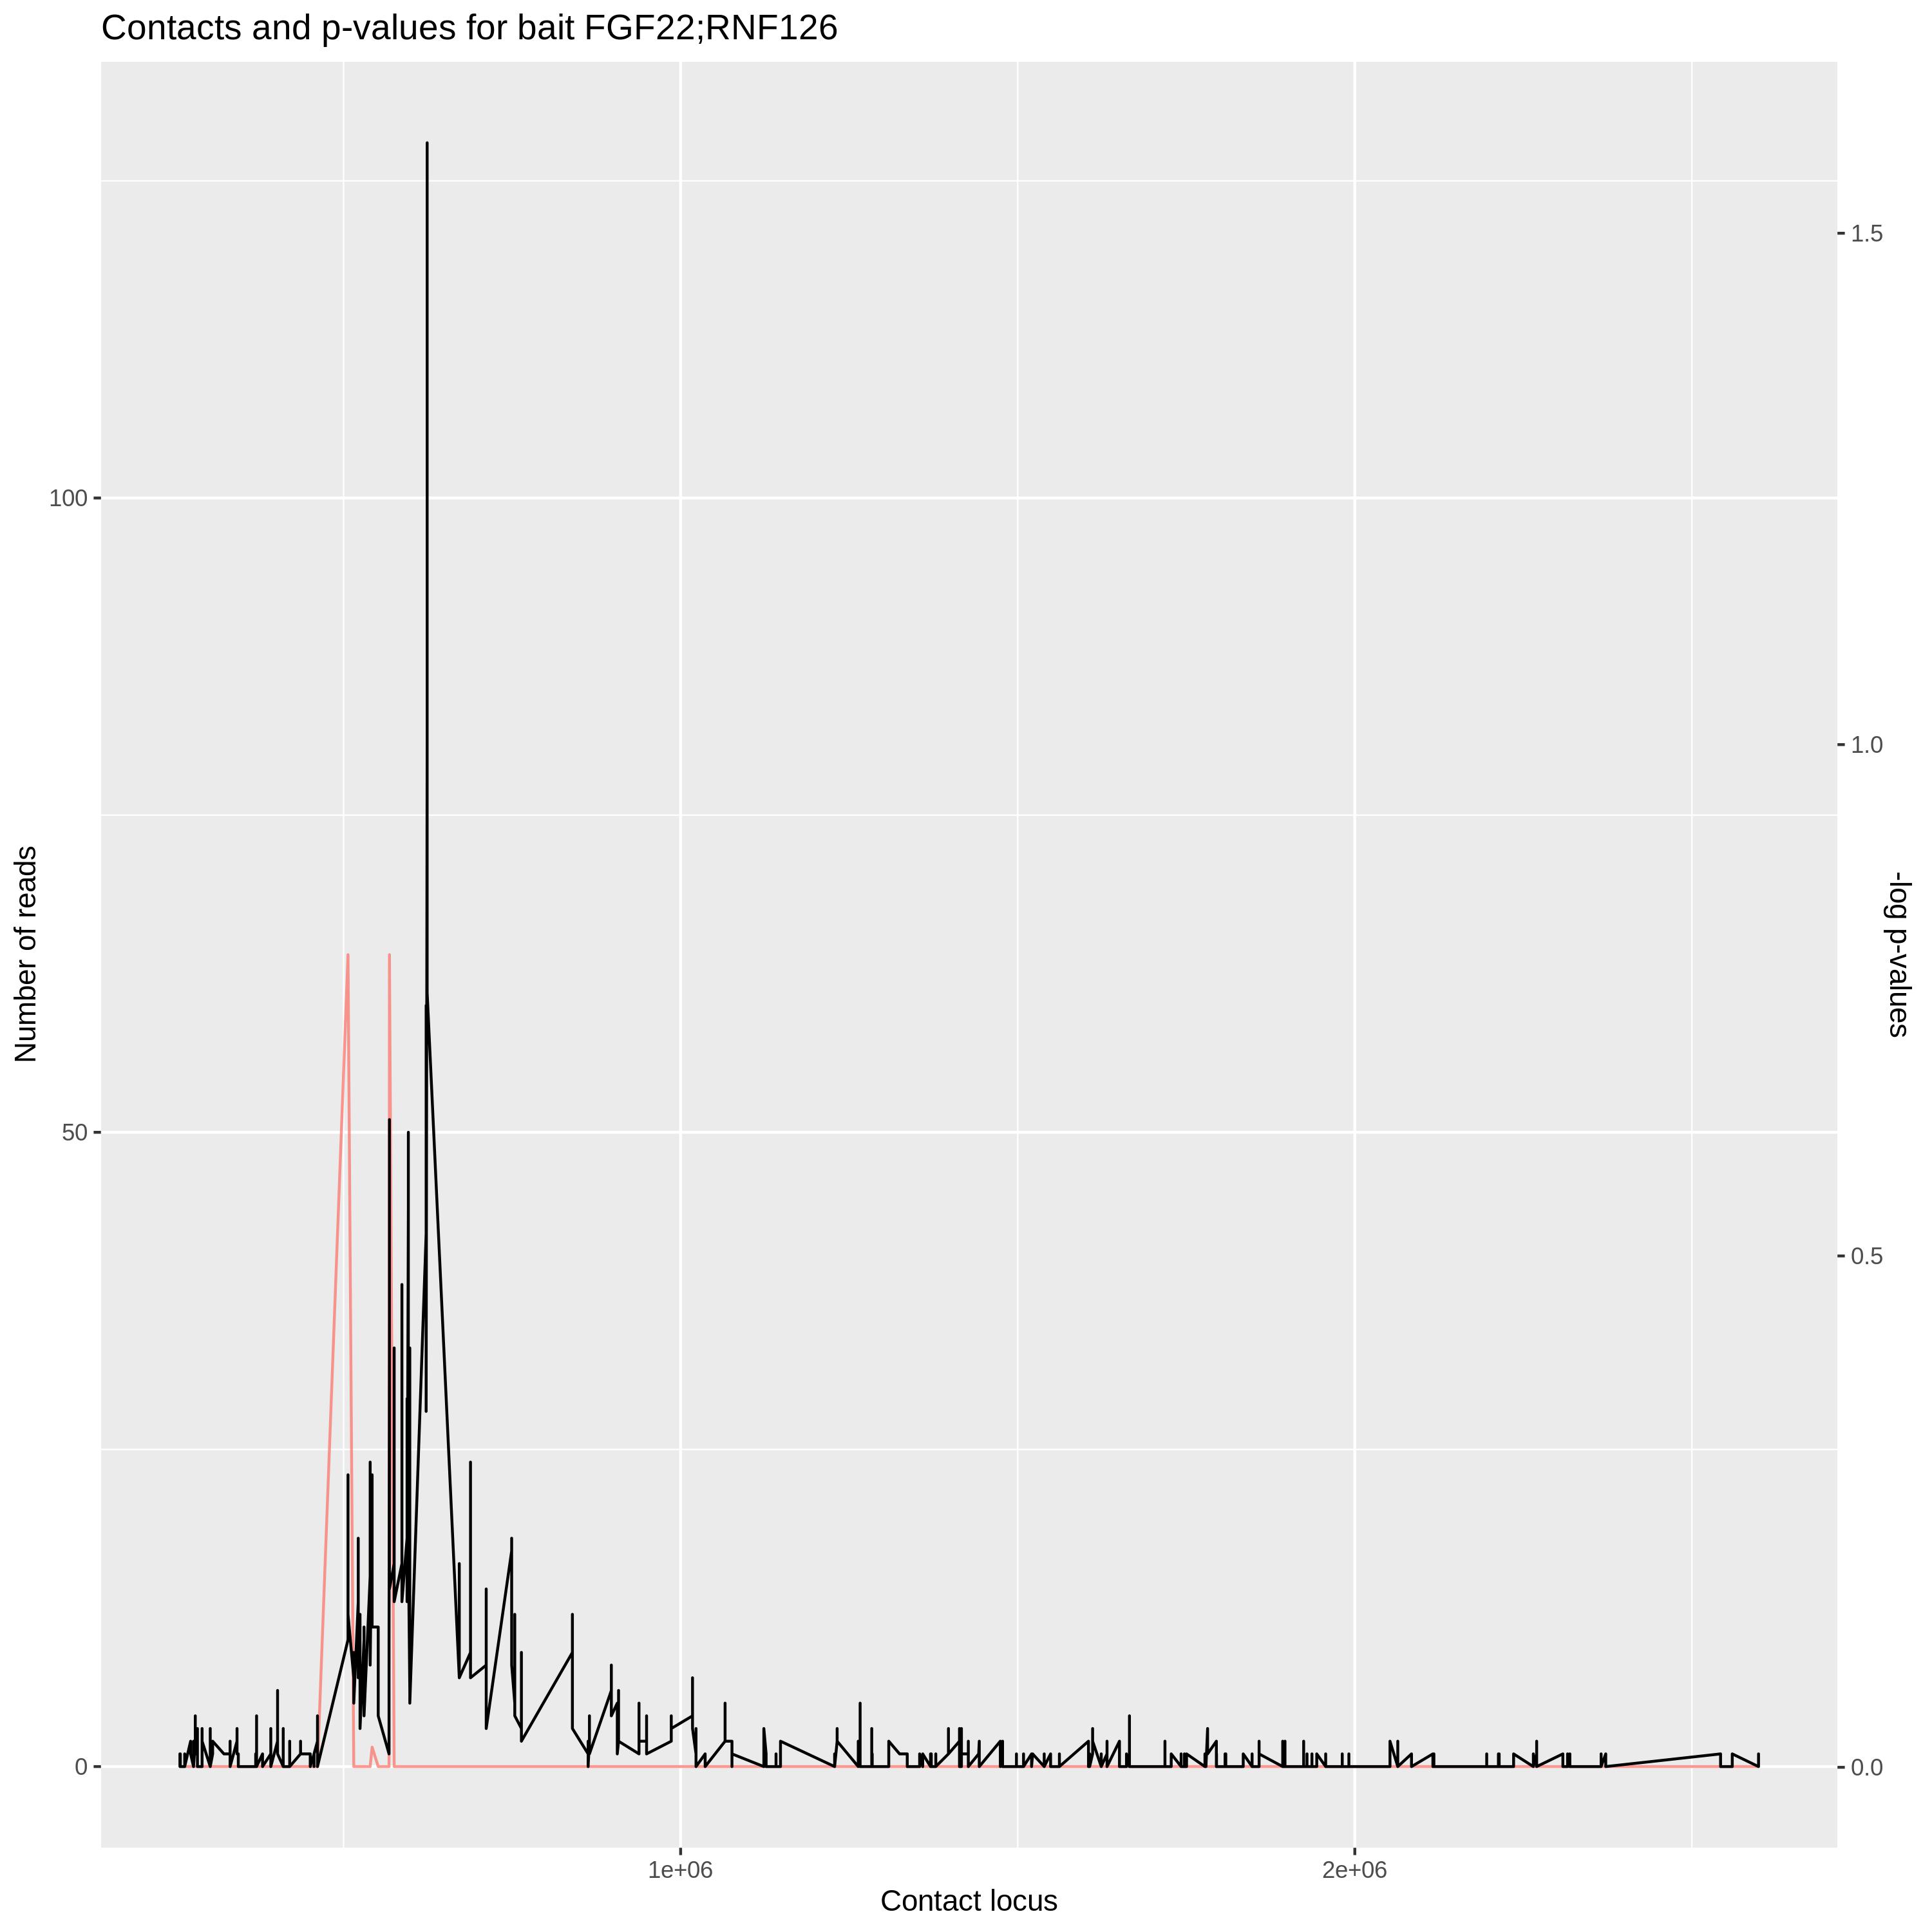 Contacts and p-values for bait FGF22;RNF126
Number of reads
100
50
0
1.5
1.0
0.5
0.0
-log p-values
1e+06
2e+06
Contact locus